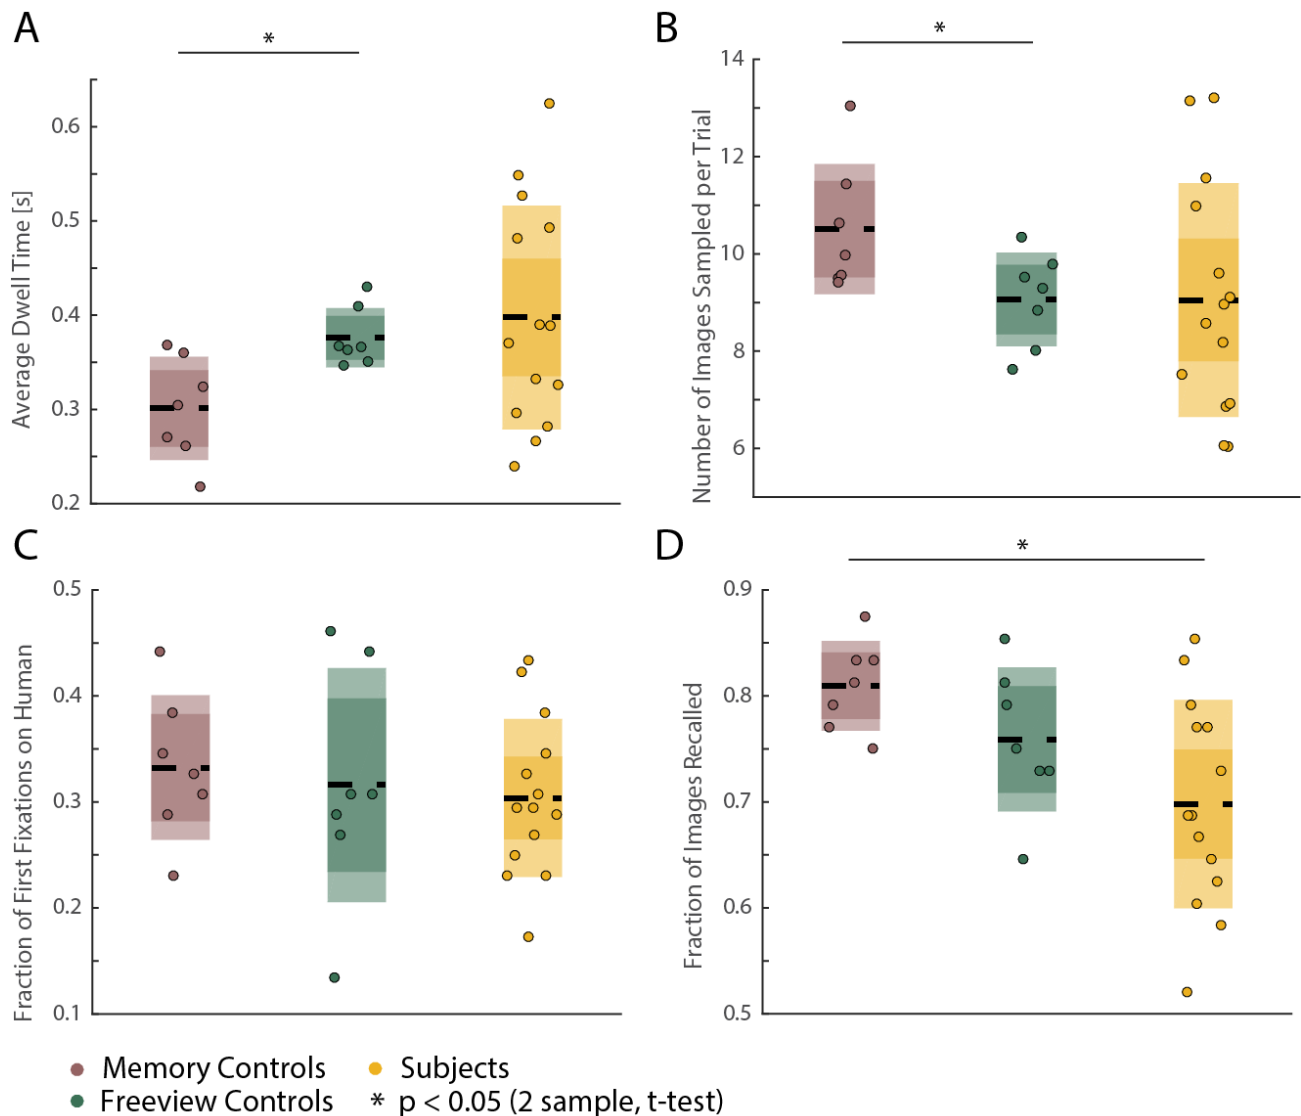 A
*
Average Dwell Time [s]
0.6
0.5
0.4
0.3
0.2
B
*
Number of Images Sampled per Trial
14
12
10
8
6
C
Fraction of First Fixations on Human
0.5
0.4
0.3
0.2
0.1
D
*
Fraction of Images Recalled
0.9
0.8
0.7
0.6
0.5
Memory Controls
Subjects
Freeview Controls
* p < 0.05 (2 sample, t-test)